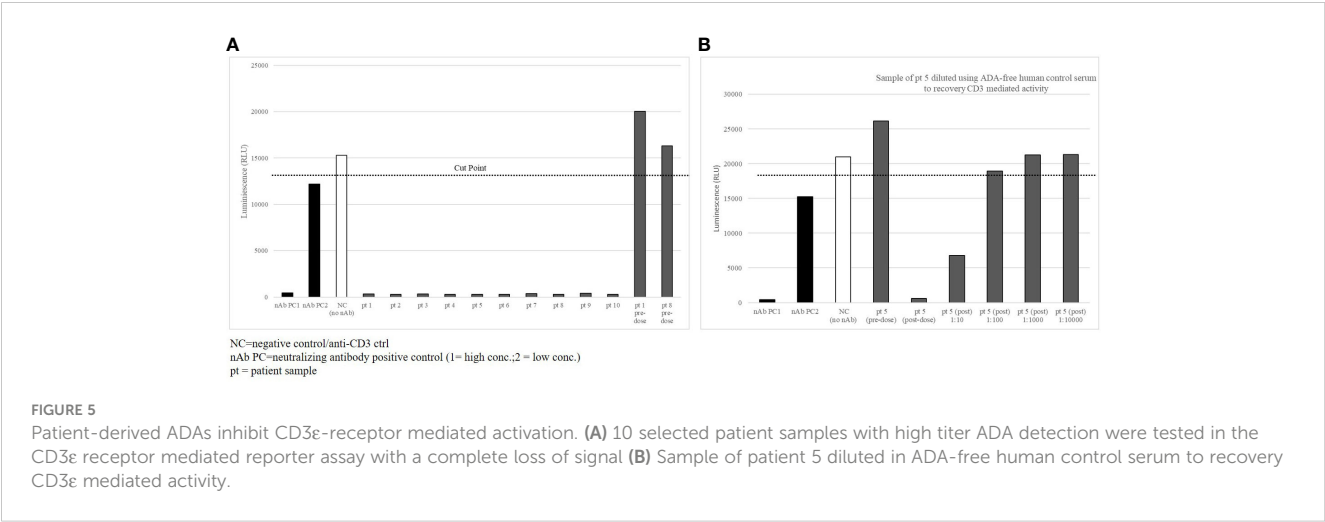 A
B
25000
20000
15000
10000
5000
0
Luminiescence (RLU)
Cut Point
nAb PC1
nAb PC2
NC
(no nAb)
pt 1
pt 2
pt 3
pt 4
pt 5
pt 6
pt 7
pt 8
pt 9
pt 10
pt 1
pre-
dose
pt 8
pre-
dose
Sample of pt 5 diluted using ADA-free human control serum
to recovery CD3 mediated activity
30000
25000
20000
15000
10000
5000
0
Luminescence (RLU)
nAb PC1
nAb PC2
NC
(no nAb)
pt 5
(pre-dose)
pt 5
(post-dose)
pt 5 (post)
1:10
pt 5 (post)
1:100
pt 5 (post)
1:1000
pt 5 (post)
1:10000
NC=negative control/anti-CD3 ctrl
nAb PC=neutralizing antibody positive control (1= high conc.;2 = low conc.)
pt = patient sample
FIGURE 5
Patient-derived ADAs inhibit CD3ε-receptor mediated activation. (A) 10 selected patient samples with high titer ADA detection were tested in the
CD3ε receptor mediated reporter assay with a complete loss of signal (B) Sample of patient 5 diluted in ADA-free human control serum to recovery
CD3ε mediated activity.